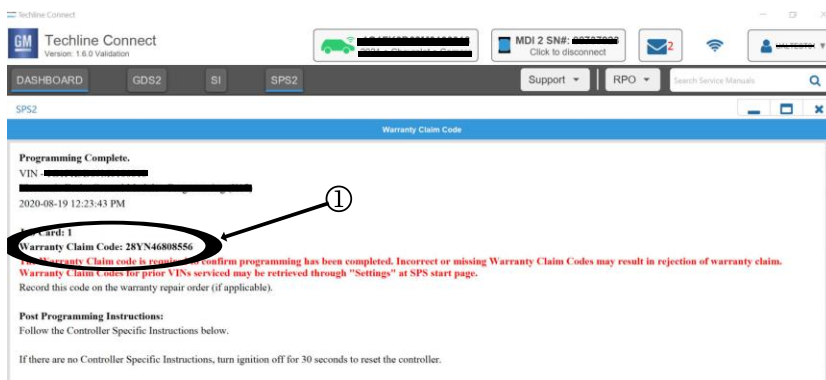 Techline Connect
GM
Techline Connect
Version: 1.6.0 Validation
2021 - Chevrolet - Camaro
MDI 2 SN#:
Click to disconnect
2
DASHBOARD
GDS2
SI
SPS2
Support
RPO
Search Service Manuals
SPS2
Warranty Claim Code
Programming Complete.
VIN -
2020-08-19 12:23:43 PM
①
Card: 1
Warranty Claim Code: 28YN46808556
The Warranty Claim code is required to confirm programming has been completed. Incorrect or missing Warranty Claim Codes may result in rejection of warranty claim.
Warranty Claim Codes for prior VINs serviced may be retrieved through "Settings" at SPS start page.
Record this code on the warranty repair order (if applicable).
Post Programming Instructions:
Follow the Controller Specific Instructions below.
If there are no Controller Specific Instructions, turn ignition off for 30 seconds to reset the controller.